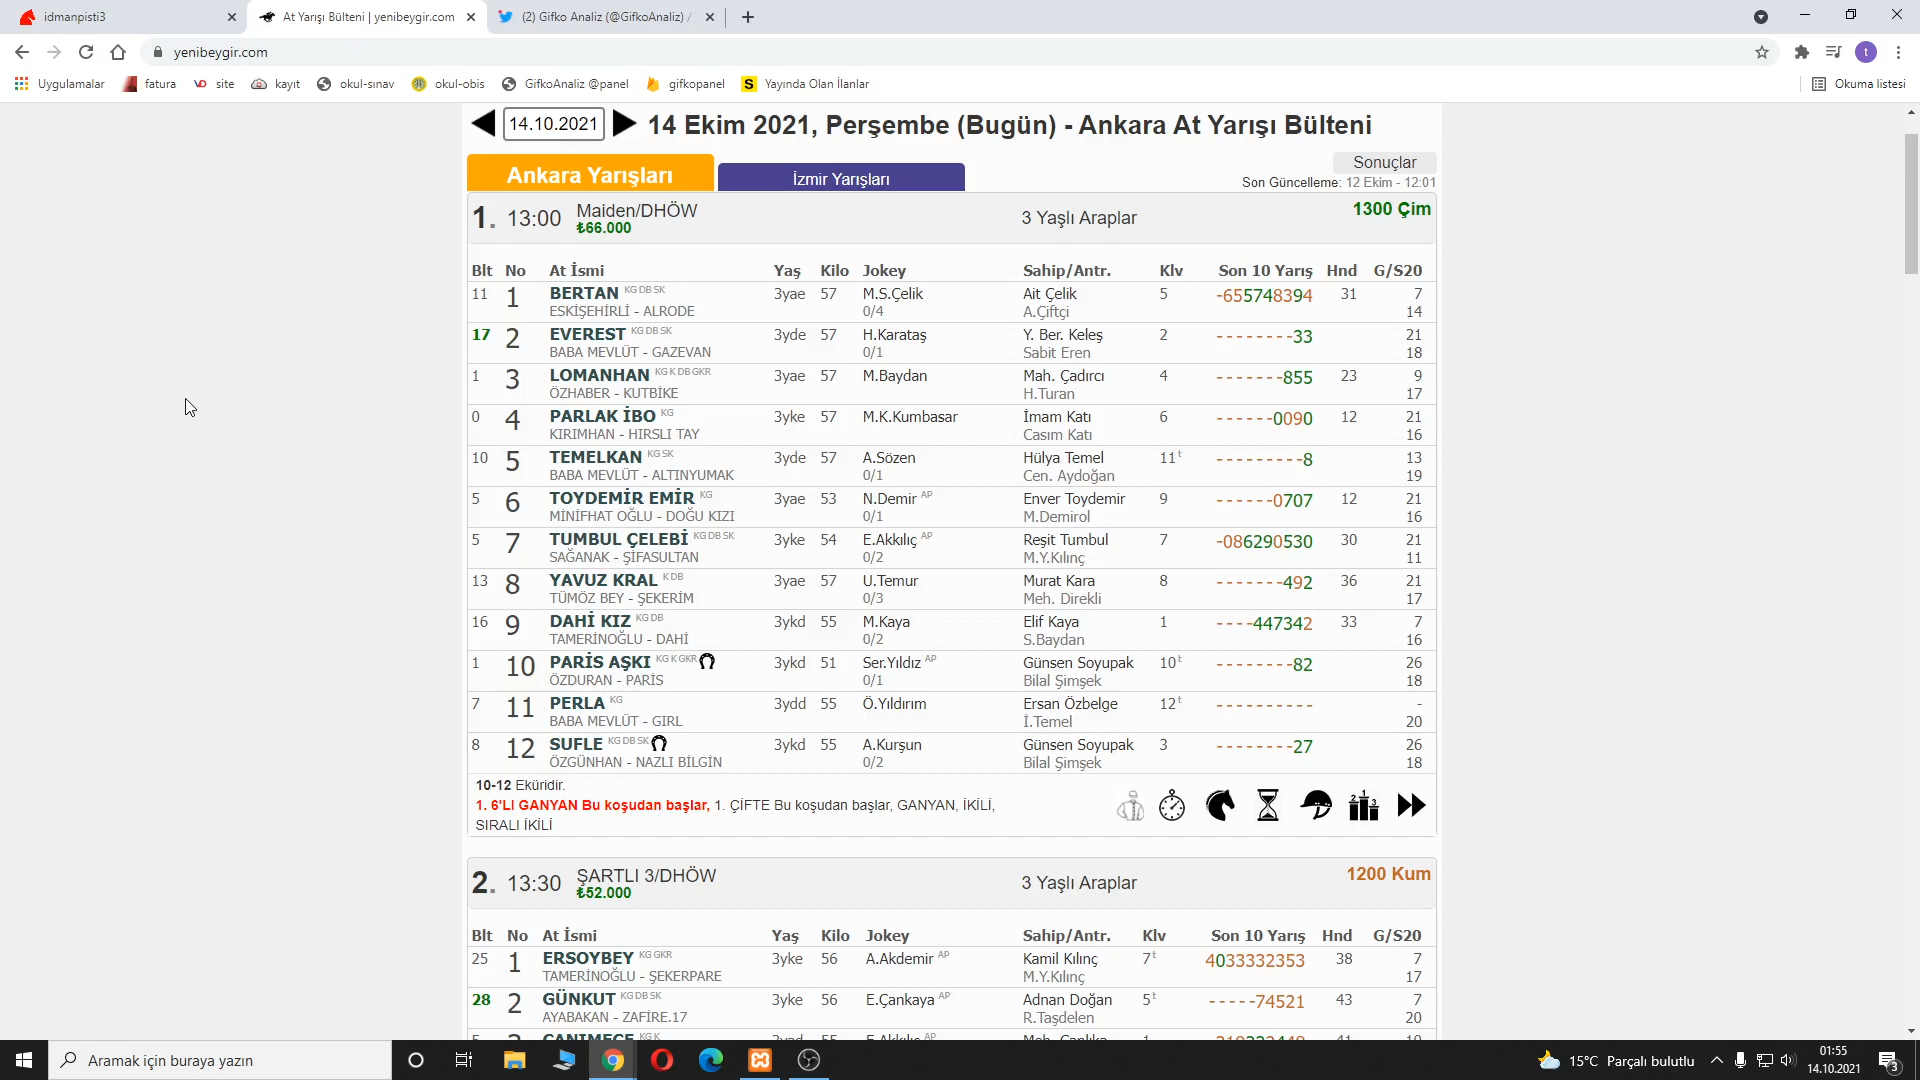 idmanpisti3
At Yarışı Bülteni | yenibeygir.com
(2) Gifko Analiz (@GifkoAnaliz) /
yenibeygir.com
t
Uygulamalar
fatura
VD site
kayıt
okul-sınav
okul-obis
GifkoAnaliz @panel
gifkopanel
S Yayında Olan İlanlar
Okuma listesi
14.10.2021
14 Ekim 2021, Perşembe (Bugün) - Ankara At Yarışı Bülteni
Ankara Yarışları
İzmir Yarışları
Sonuçlar
Son Güncelleme: 12 Ekim - 12:01
1. 13:00 Maiden/DHÖW 3 Yaşlı Araplar 1300 Çim
₺66.000
Blt No At İsmi Yaş Kilo Jokey Sahip/Antr. Klv Son 10 Yarış Hnd G/S20
11 1 BERTAN KG DB SK 3yae 57 M.S.Çelik Ait Çelik 5 -655748394 31 7
ESKİŞEHİRLİ - ALRODE 0/4 A.Çiftçi 14
17 2 EVEREST KG DB SK 3yde 57 H.Karataş Y. Ber. Keleş 2 --------33 21
BABA MEVLÜT - GAZEVAN 0/1 Sabit Eren 18
1 3 LOMANHAN KG K DB GKR 3yae 57 M.Baydan Mah. Çadırcı 4 -------855 23 9
ÖZHABER - KUTBİKE H.Turan 17
0 4 PARLAK İBO KG 3yke 57 M.K.Kumbasar İmam Katı 6 ------0090 12 21
KIRIMHAN - HIRSLI TAY Casım Katı 16
10 5 TEMELKAN KG SK 3yde 57 A.Sözen Hülya Temel 11t ---------8 13
BABA MEVLÜT - ALTINYUMAK 0/1 Cen. Aydoğan 19
5 6 TOYDEMİR EMİR KG 3yae 53 N.Demir AP Enver Toydemir 9 ------0707 12 21
MİNİFHAT OĞLU - DOĞU KIZI 0/1 M.Demirol 16
5 7 TUMBUL ÇELEBİ KG DB SK 3yke 54 E.Akkılıç AP Reşit Tumbul 7 -086290530 30 21
SAĞANAK - ŞİFASULTAN 0/2 M.Y.Kılınç 11
13 8 YAVUZ KRAL K DB 3yae 57 U.Temur Murat Kara 8 -------492 36 21
TÜMÖZ BEY - ŞEKERİM 0/3 Meh. Direkli 17
16 9 DAHİ KIZ KG DB 3ykd 55 M.Kaya Elif Kaya 1 ----447342 33 7
TAMERİNOĞLU - DAHİ 0/2 S.Baydan 16
1 10 PARİS AŞKI KG K GKR 3ykd 51 Ser.Yıldız AP Günsen Soyupak 10t --------82 26
ÖZDURAN - PARİS 0/1 Bilal Şimşek 18
7 11 PERLA KG 3ydd 55 Ö.Yıldırım Ersan Özbelge 12t ---------- -
BABA MEVLÜT - GIRL İ.Temel 20
8 12 SUFLE KG DB SK 3ykd 55 A.Kurşun Günsen Soyupak 3 --------27 26
ÖZGÜNHAN - NAZLI BİLGİN 0/2 Bilal Şimşek 18
10-12 Eküridir.
1. 6'LI GANYAN Bu koşudan başlar, 1. ÇİFTE Bu koşudan başlar, GANYAN, İKİLİ,
SIRALI İKİLİ
2. 13:30 ŞARTLI 3/DHÖW 3 Yaşlı Araplar 1200 Kum
₺52.000
Blt No At İsmi Yaş Kilo Jokey Sahip/Antr. Klv Son 10 Yarış Hnd G/S20
25 1 ERSOYBEY KG GKR 3yke 56 A.Akdemir AP Kamil Kılınç 7t 4033332353 38 7
TAMERİNOĞLU - ŞEKERPARE M.Y.Kılınç 17
28 2 GÜNKUT KG DB SK 3yke 56 E.Çankaya AP Adnan Doğan 5t -----74521 43 7
AYABAKAN - ZAFİRE.17 R.Taşdelen 20
Aramak için buraya yazın
15°C Parçalı bulutlu
01:55
14.10.2021
3